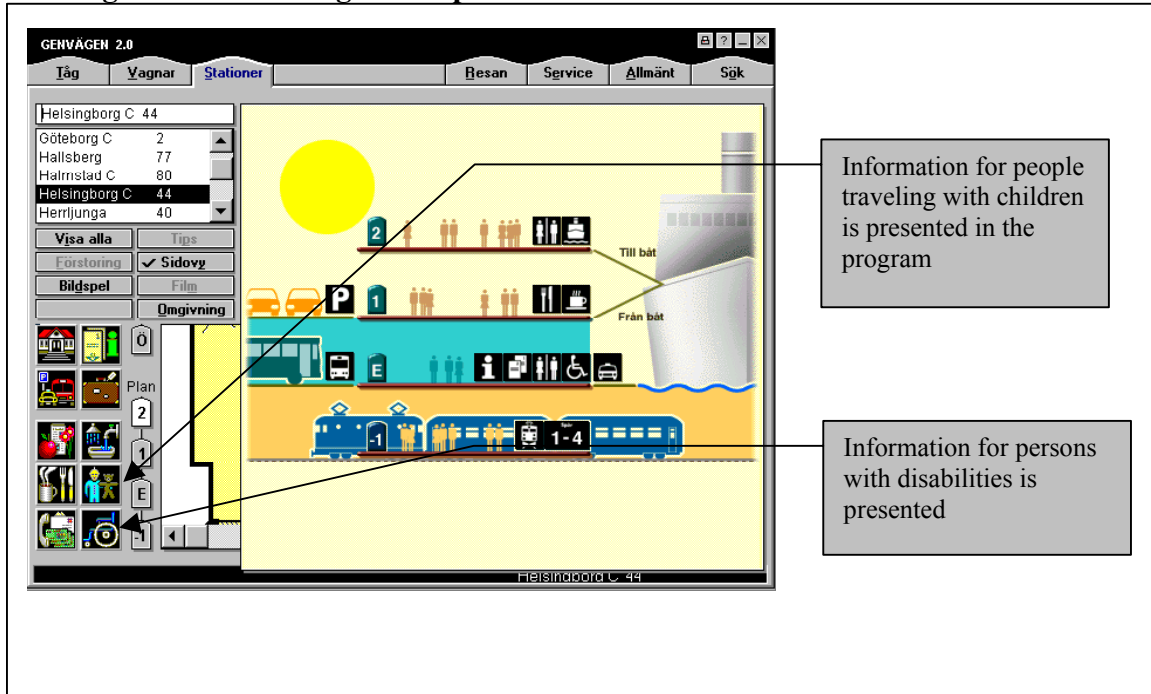 GENVÄGEN 2.0
Tåg Vagnar Stationer Resan Service Allmänt Sök
Helsingborg C 44
Göteborg C 2
Hallsberg 77
Halmstad C 80
Helsingborg C 44
Herrljunga 40
Visa alla Tips
Förstoring Sidovy
Bildspel Film
Omgivning
Ö
Plan
2
1
E
-1
2
Till båt
P 1
Från båt
E
-1 Spår
1-4
Helsingborg C 44
Information for people
traveling with children
is presented in the
program
Information for persons
with disabilities is
presented